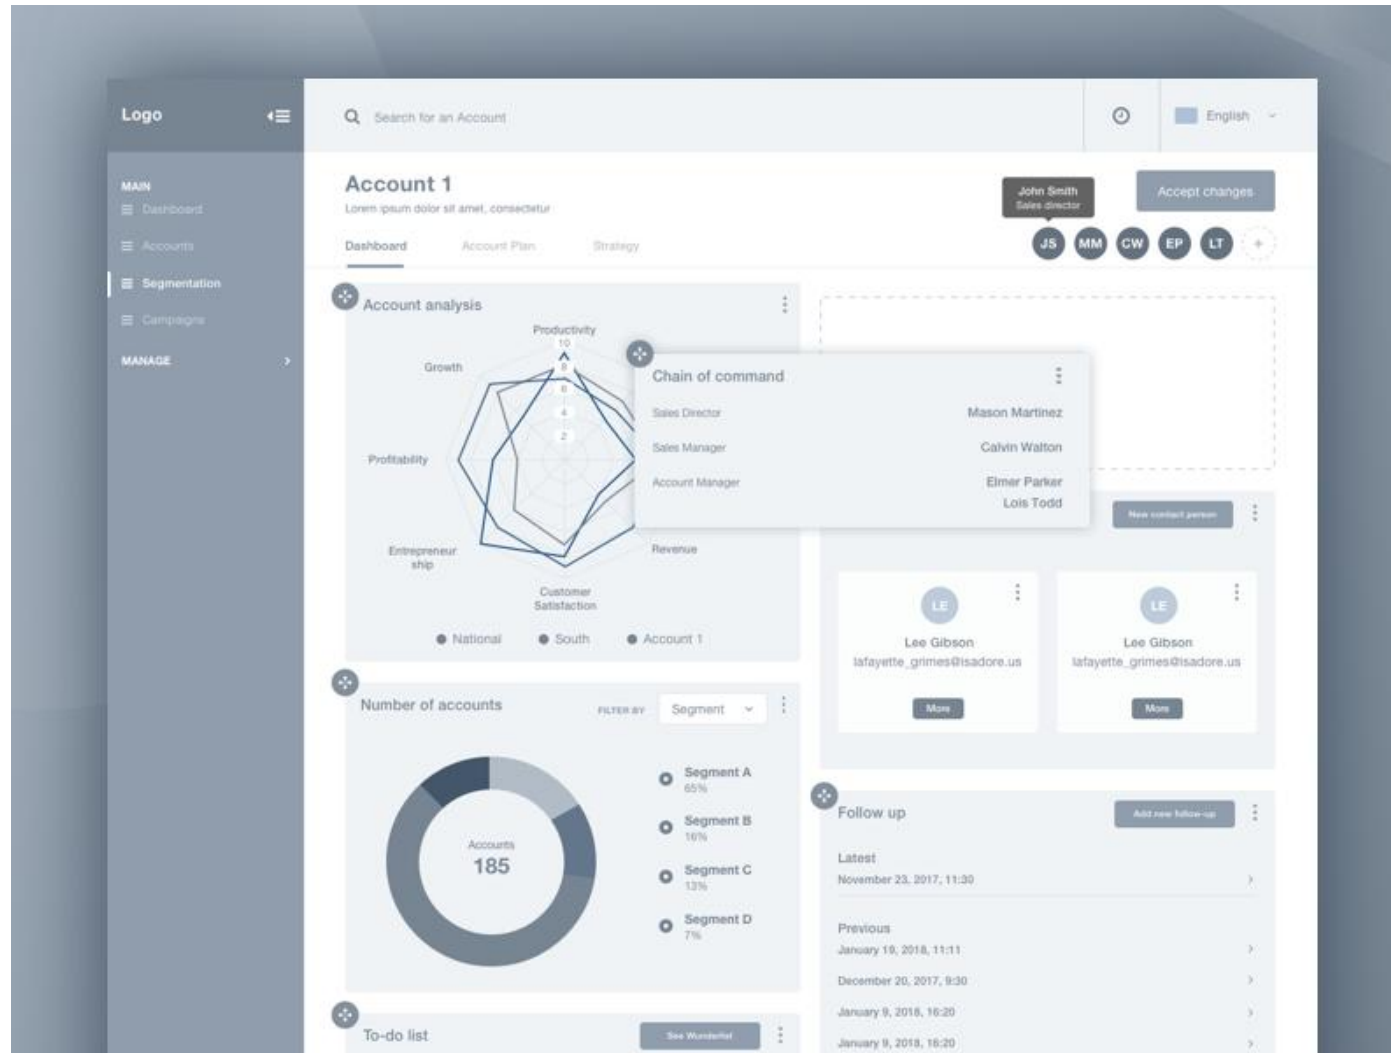 Logo
Search for an Account
English
MAIN
Dashboard
Accounts
Segmentation
Campaigns
MANAGE
Account 1
Lorem ipsum dolor sit amet, consectetur
John Smith
Sales director
Accept changes
Dashboard
Account Plan
Strategy
JS
MM
CW
EP
LT
+
Account analysis
Productivity
10
8
6
4
2
Growth
Profitability
Entrepreneur
ship
Customer
Satisfaction
Revenue
National
South
Account 1
Chain of command
Sales Director Mason Martinez
Sales Manager Calvin Walton
Account Manager Elmer Parker
Lois Todd
New contact person
LE
Lee Gibson
lafayette_grimes@isadore.us
More
LE
Lee Gibson
lafayette_grimes@isadore.us
More
Number of accounts
FILTER BY Segment
Accounts
185
Segment A
65%
Segment B
16%
Segment C
13%
Segment D
7%
Follow up
Add new follow-up
Latest
November 23, 2017, 11:30
Previous
January 19, 2018, 11:11
December 20, 2017, 9:30
January 9, 2018, 16:20
January 9, 2018, 16:20
To-do list
See Wunderlist